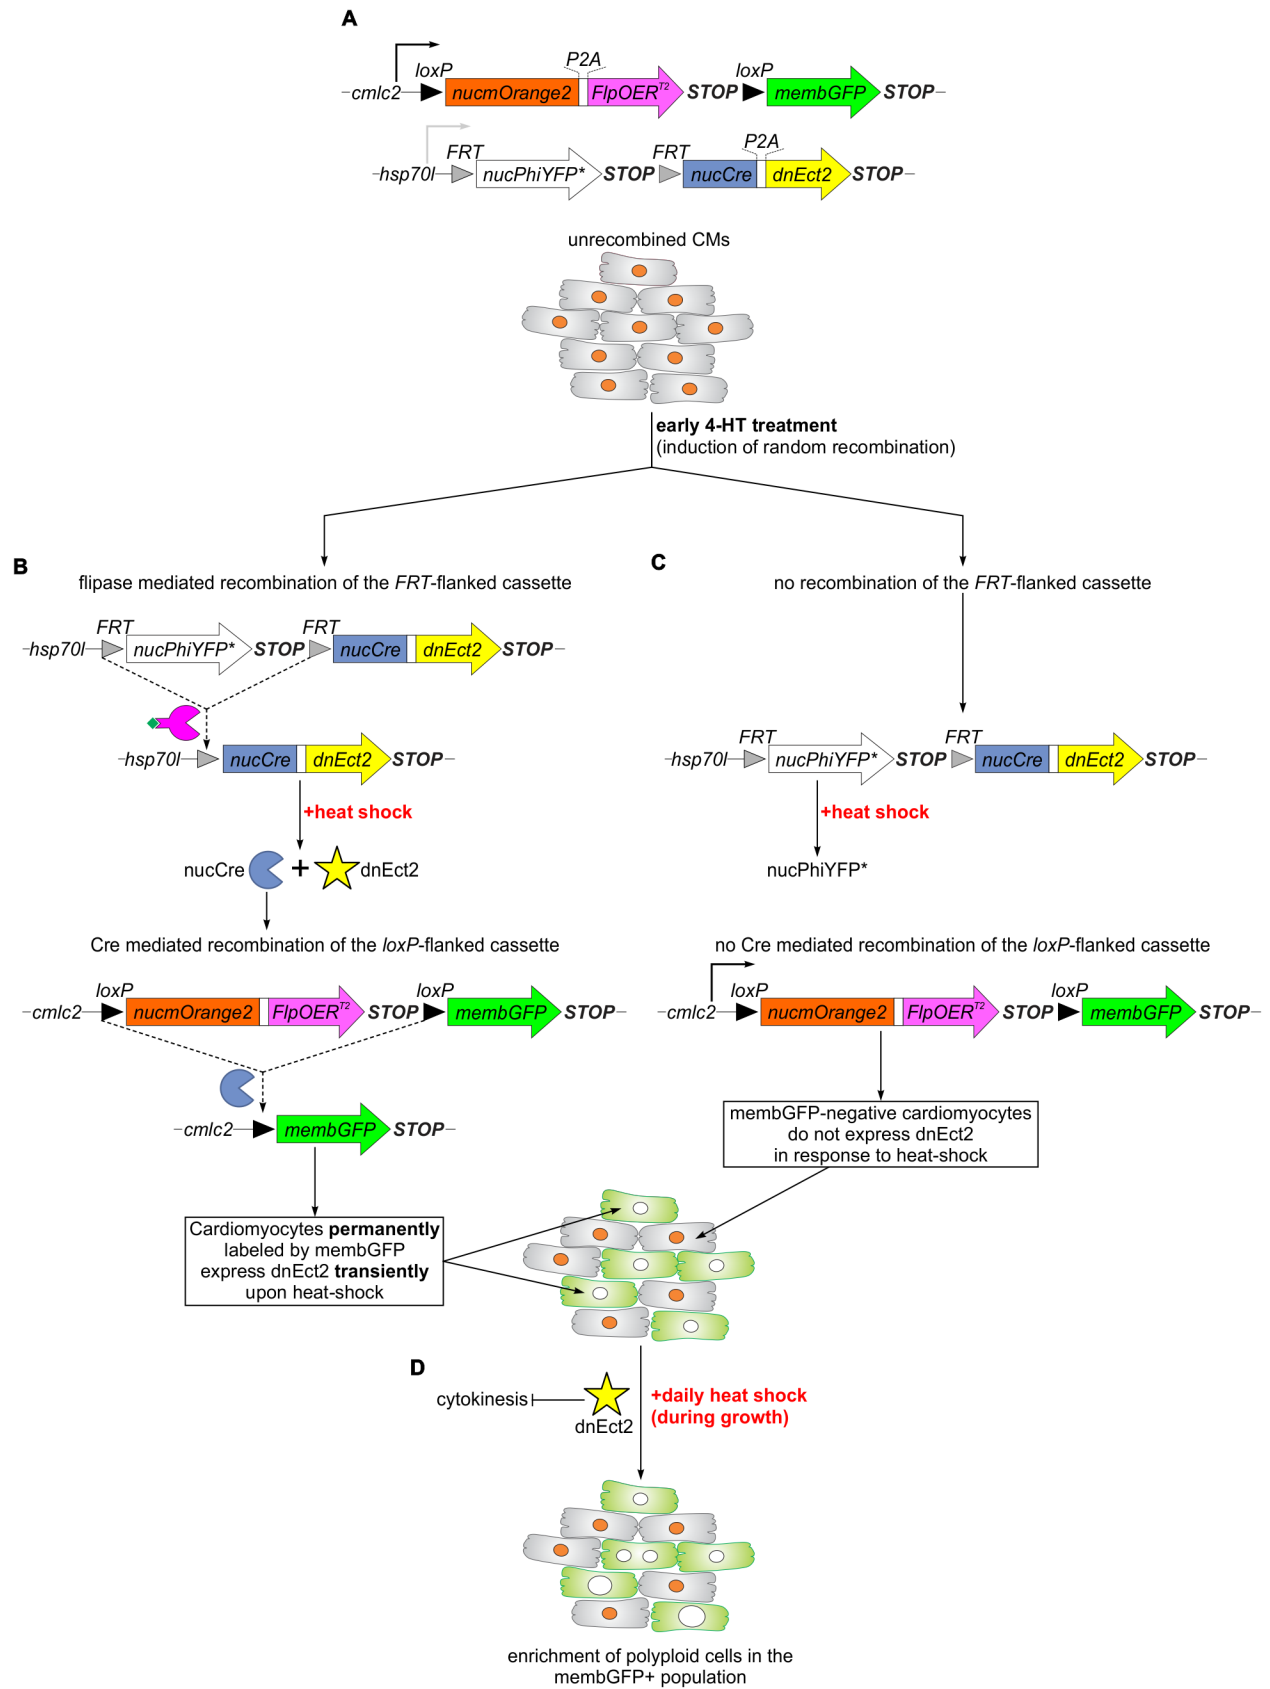 A
P2A
loxP
loxP
cmlc2
nucmOrange2
FlpOER^T2
STOP
membGFP
STOP
P2A
FRT
FRT
hsp70l
nucPhiYFP*
STOP
nucCre
dnEct2
STOP
unrecombined CMs
early 4-HT treatment
(induction of random recombination)
B
flipase mediated recombination of the FRT-flanked cassette
FRT
FRT
hsp70l
nucPhiYFP*
STOP
nucCre
dnEct2
STOP
hsp70l
nucCre
dnEct2
STOP
+heat shock
nucCre
+
dnEct2
Cre mediated recombination of the loxP-flanked cassette
loxP
loxP
cmlc2
nucmOrange2
FlpOER^T2
STOP
membGFP
STOP
cmlc2
membGFP
STOP
Cardiomyocytes permanently
labeled by membGFP
express dnEct2 transiently
upon heat-shock
C
no recombination of the FRT-flanked cassette
FRT
FRT
hsp70l
nucPhiYFP*
STOP
nucCre
dnEct2
STOP
+heat shock
nucPhiYFP*
no Cre mediated recombination of the loxP-flanked cassette
loxP
loxP
cmlc2
nucmOrange2
FlpOER^T2
STOP
membGFP
STOP
membGFP-negative cardiomyocytes
do not express dnEct2
in response to heat-shock
D
cytokinesis
dnEct2
+daily heat shock
(during growth)
enrichment of polyploid cells in the
membGFP+ population